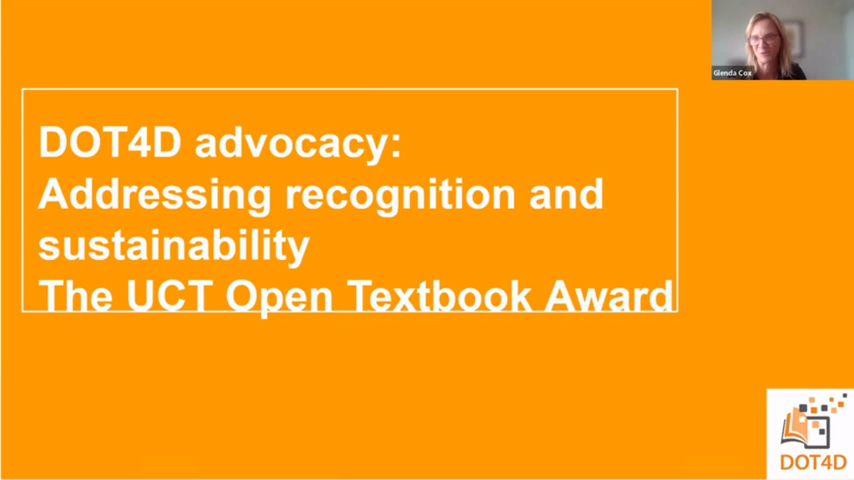 Glenda Cox
DOT4D advocacy:
Addressing recognition and
sustainability
The UCT Open Textbook Award
DOT4D